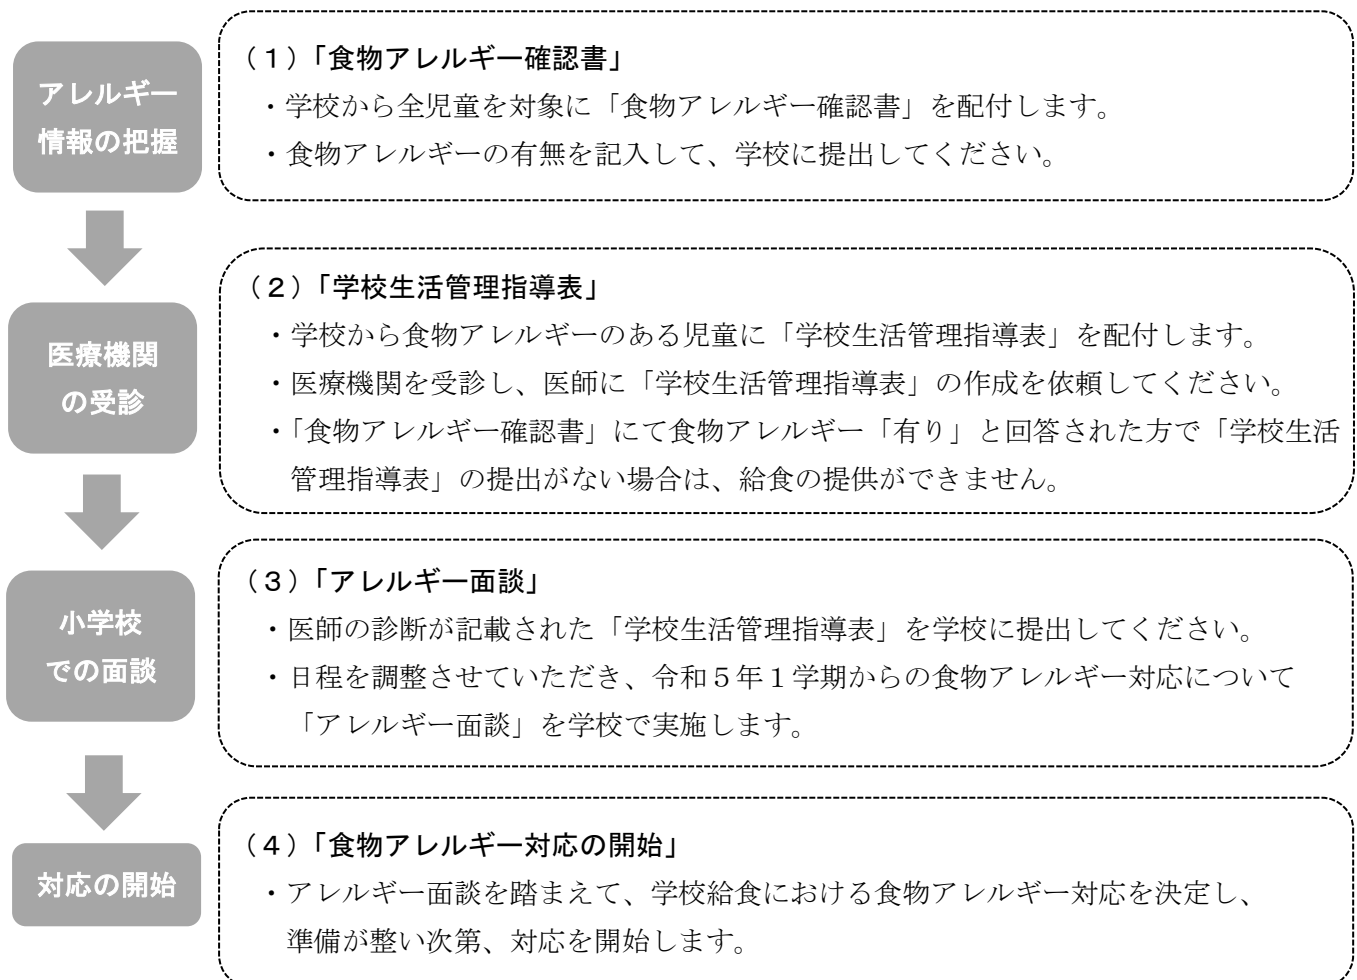 アレルギー
情報の把握
(1)「食物アレルギー確認書」
・学校から全児童を対象に「食物アレルギー確認書」を配付します。
・食物アレルギーの有無を記入して、学校に提出してください。
医療機関
の受診
(2)「学校生活管理指導表」
・学校から食物アレルギーのある児童に「学校生活管理指導表」を配付します。
・医療機関を受診し、医師に「学校生活管理指導表」の作成を依頼してください。
・「食物アレルギー確認書」にて食物アレルギー「有り」と回答された方で「学校生活
管理指導表」の提出がない場合は、給食の提供ができません。
小学校
での面談
(3)「アレルギー面談」
・医師の診断が記載された「学校生活管理指導表」を学校に提出してください。
・日程を調整させていただき、令和5年1学期からの食物アレルギー対応について
「アレルギー面談」を学校で実施します。
対応の開始
(4)「食物アレルギー対応の開始」
・アレルギー面談を踏まえて、学校給食における食物アレルギー対応を決定し、
準備が整い次第、対応を開始します。